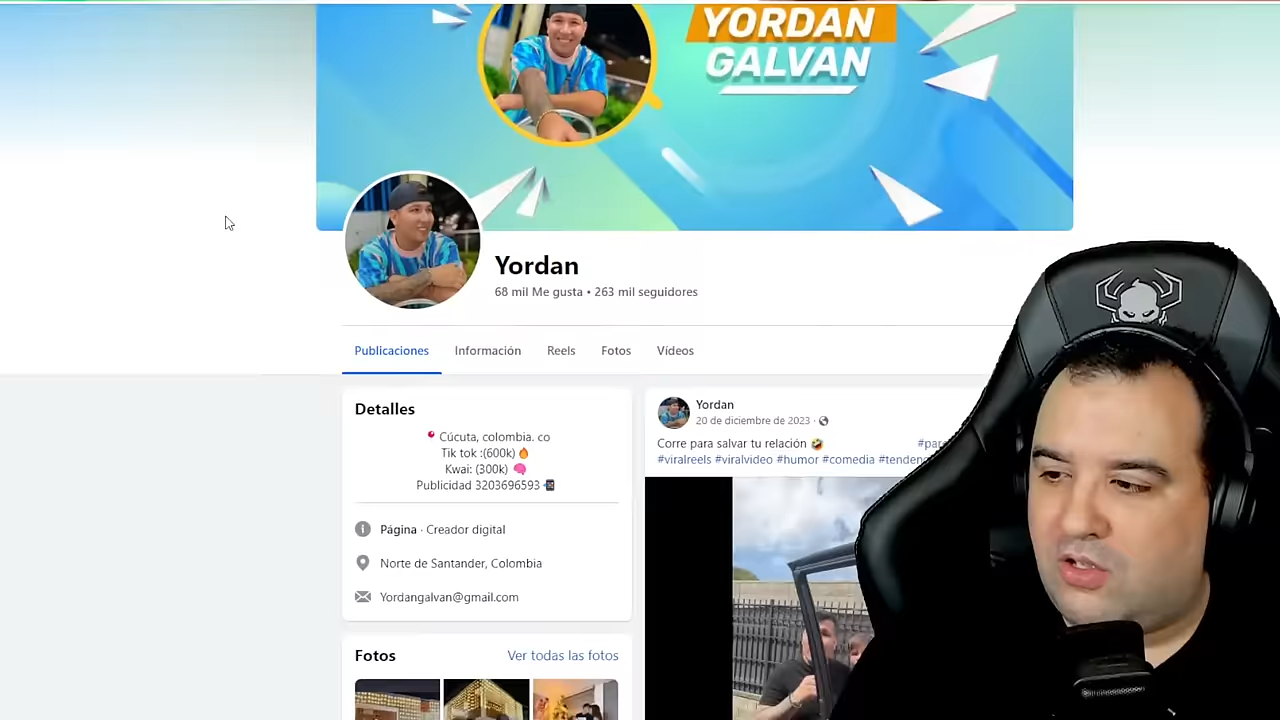 YORDAN
GALVAN
Yordan
68 mil Me gusta • 263 mil seguidores
Publicaciones
Información
Reels
Fotos
Vídeos
Detalles
Cúcuta, colombia. co
Tik tok :(600k)
Kwai: (300k)
Publicidad 3203696593
Página · Creador digital
Norte de Santander, Colombia
Yordangalvan@gmail.com
Fotos
Ver todas las fotos
Yordan
20 de diciembre de 2023 ·
Corre para salvar tu relación
#viralreels #viralvideo #humor #comedia